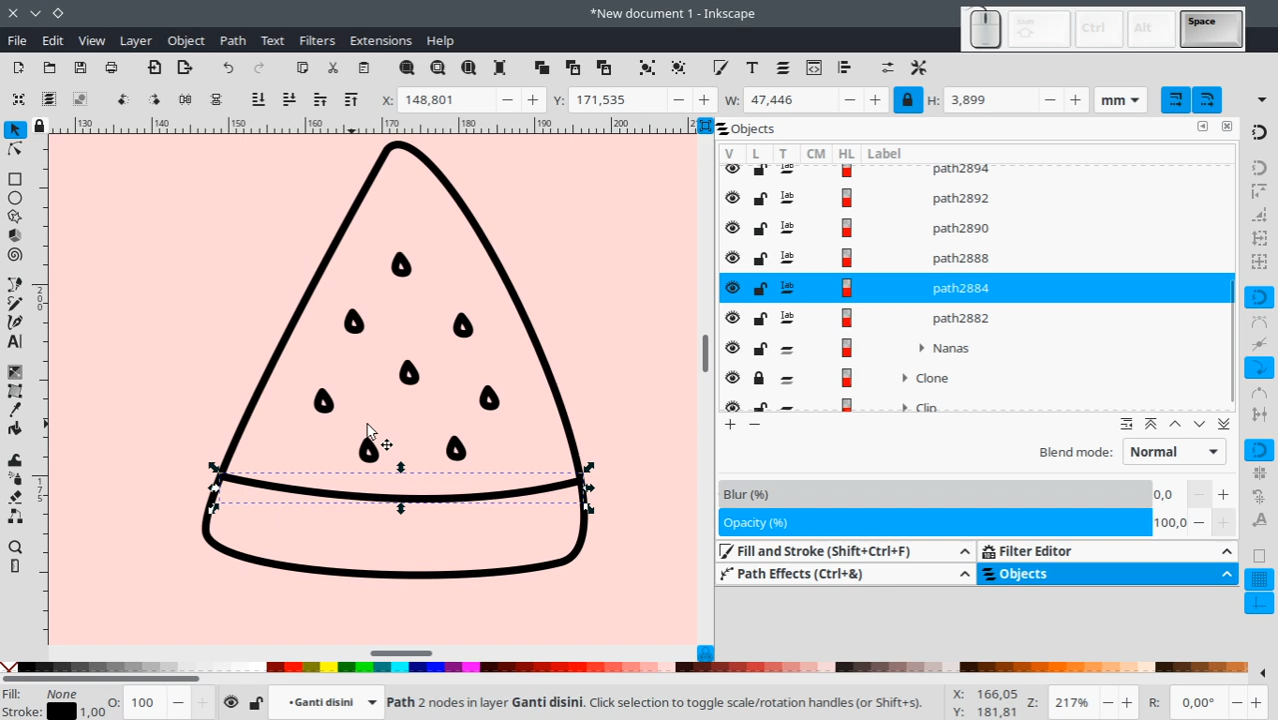 *New document 1 - Inkscape
Shift
Ctrl
Alt
Space
File Edit View Layer Object Path Text Filters Extensions Help
X: 148,801 Y: 171,535 W: 47,446 H: 3,899 mm
130 140 150 160 170 180 190 200
Objects
V L T CM HL Label
path2894
path2892
path2890
path2888
path2884
path2882
Nanas
Clone
Clip
200
175
Blend mode: Normal
Blur (%) 0,0
Opacity (%) 100,0
Fill and Stroke (Shift+Ctrl+F) Filter Editor
Path Effects (Ctrl+&) Objects
Fill: None
Stroke: 1,00
O: 100
•Ganti disini
Path 2 nodes in layer Ganti disini. Click selection to toggle scale/rotation handles (or Shift+s).
X: 166,05
Y: 181,81
Z: 217%
R: 0,00°